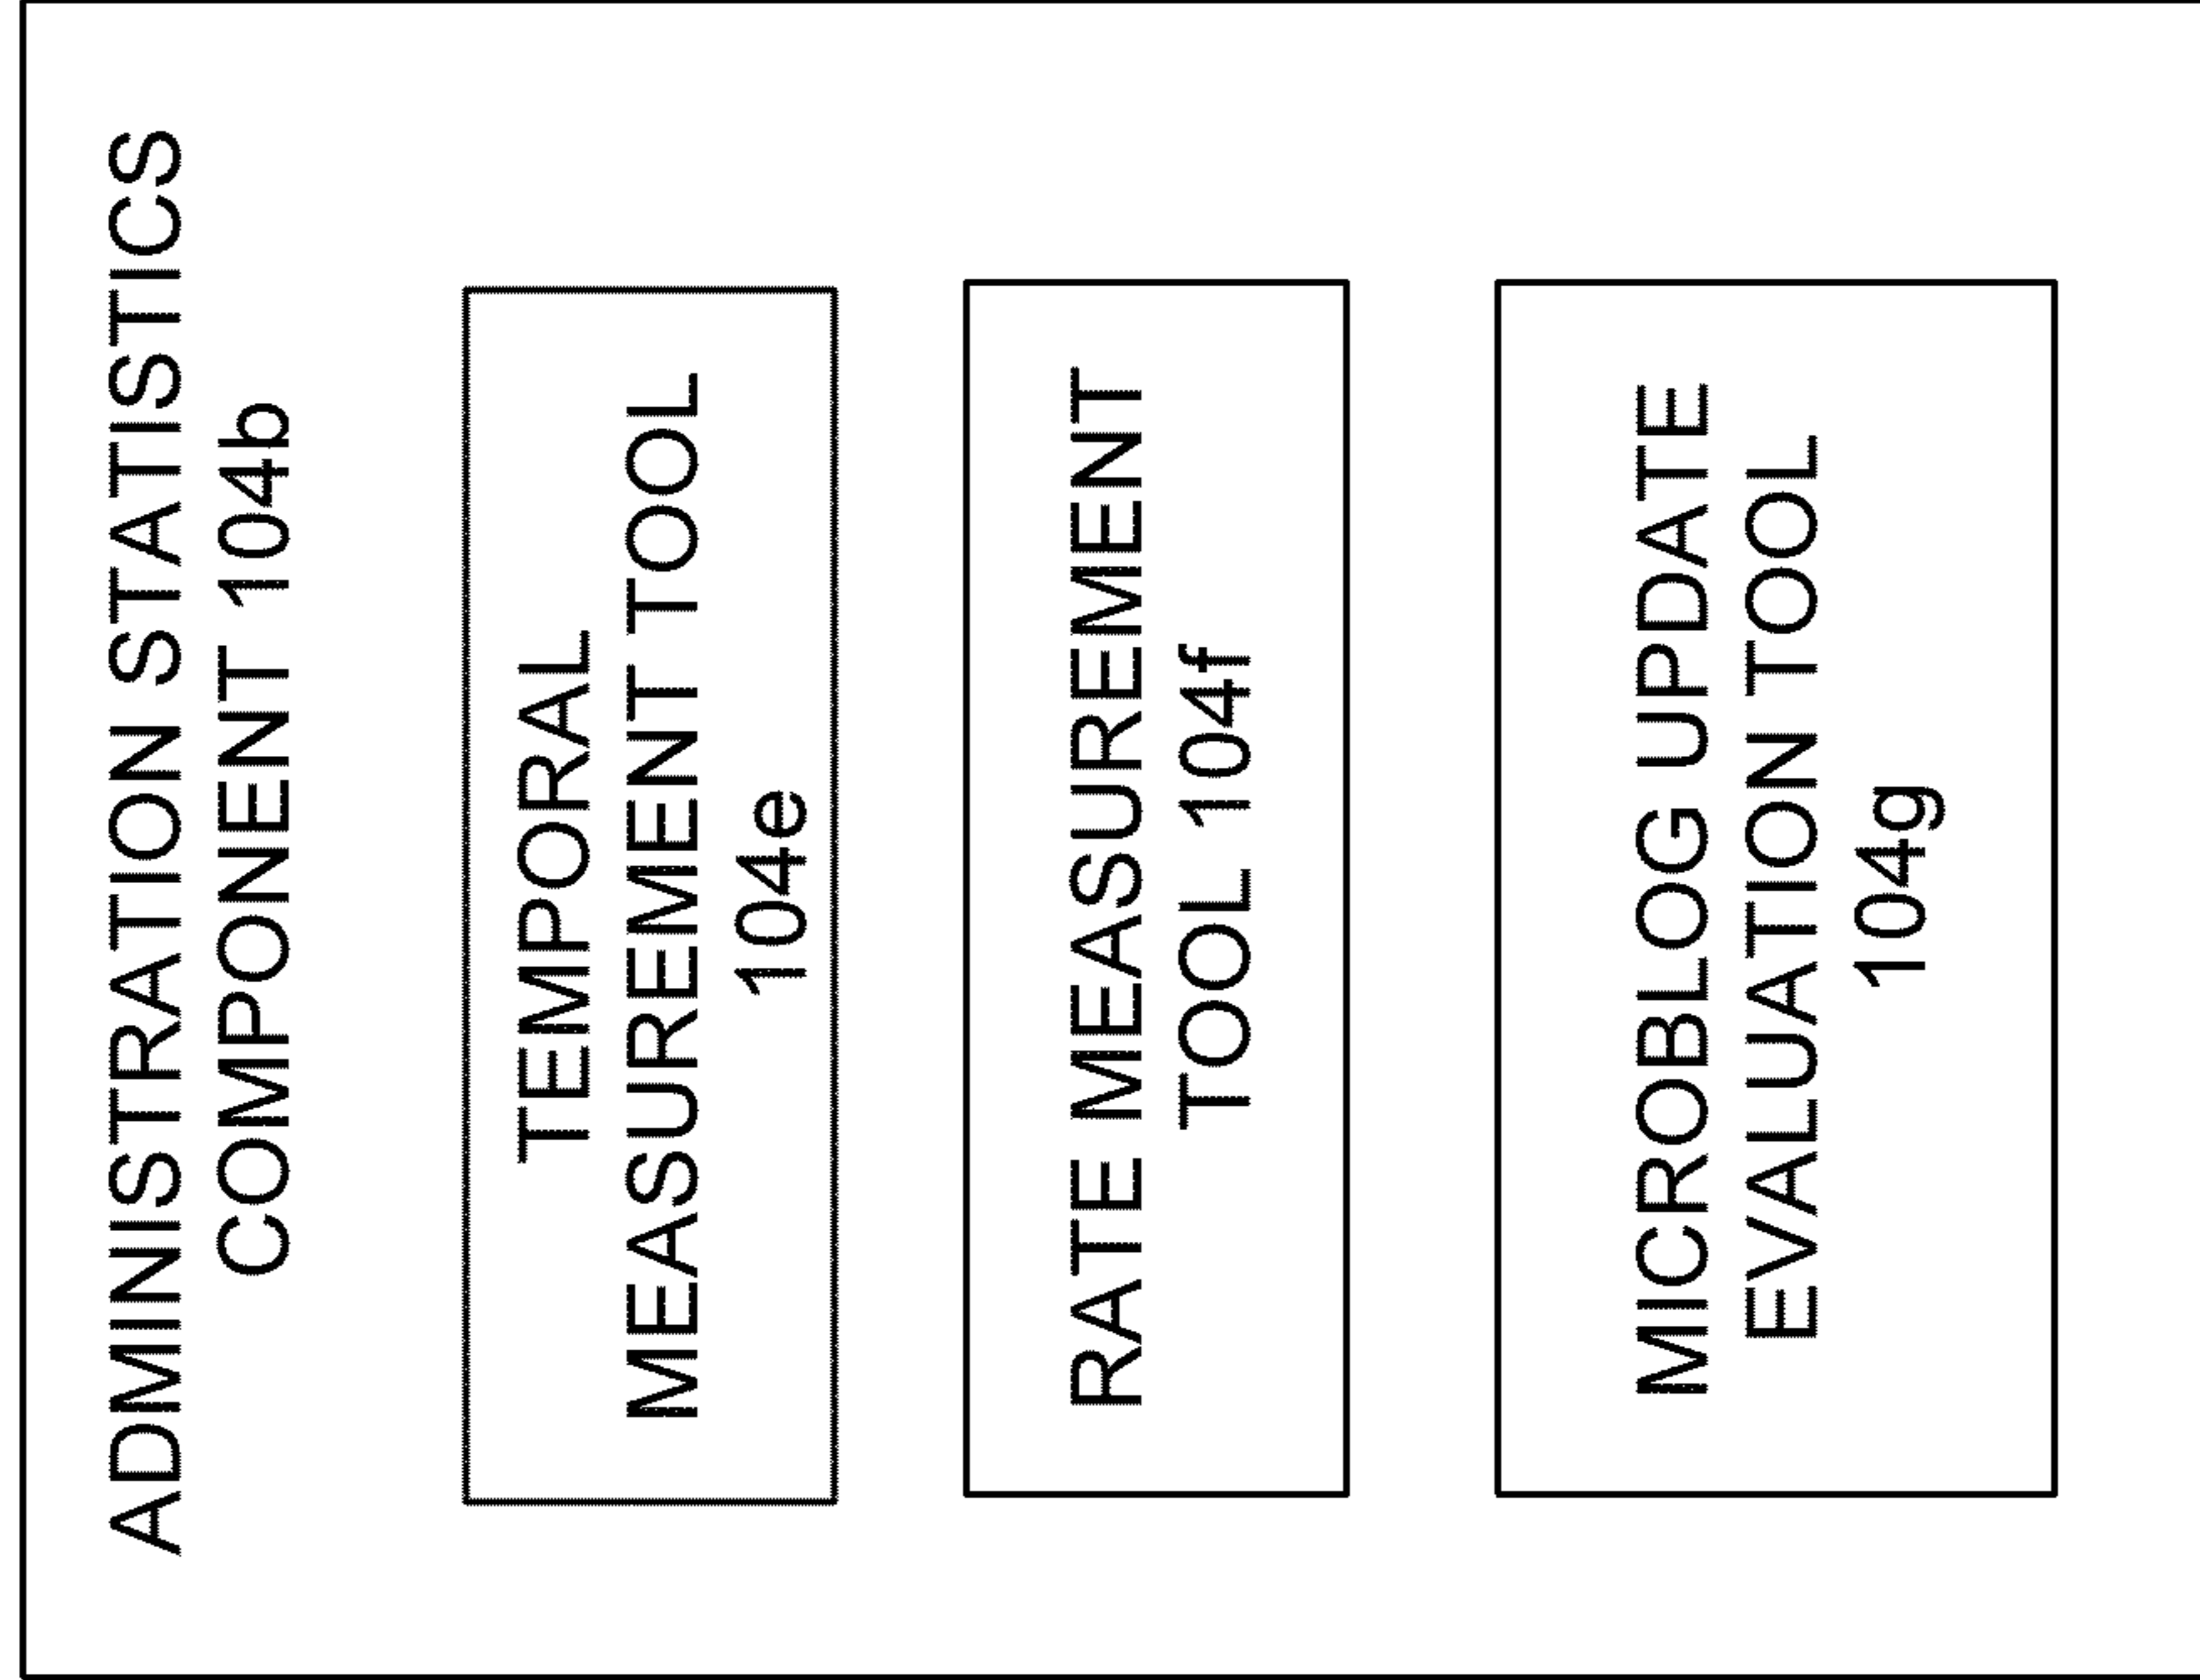 ADMINISTRATION STATISTICS
COMPONENT 104b
TEMPORAL
MEASUREMENT TOOL
104e
RATE MEASUREMENT
TOOL 104f
MICROBLOG UPDATE
EVALUATION TOOL
104g